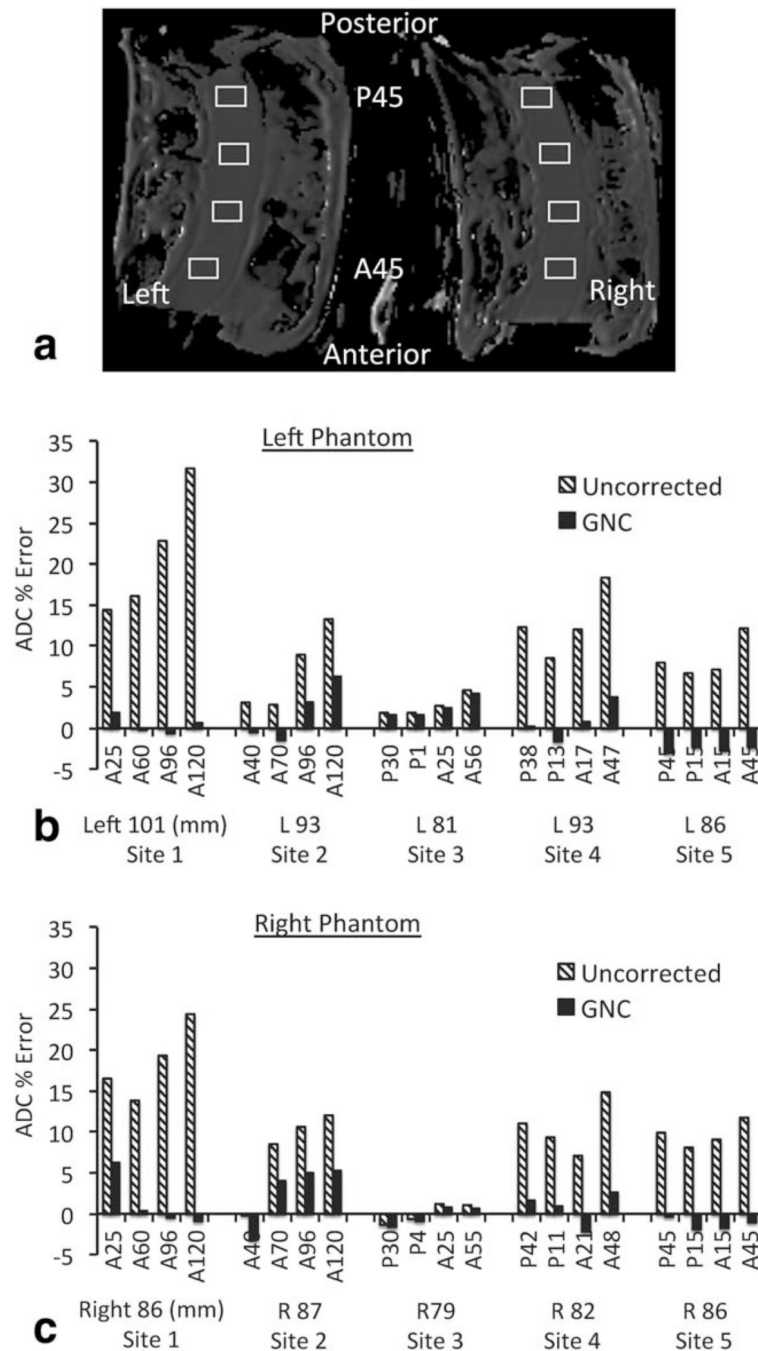 Posterior
P45
A45
Left
Right
Anterior
a
Left Phantom
Uncorrected
GNC
ADC % Error
35
30
25
20
15
10
5
0
-5
A25 A60 A96 A120 A40 A70 A96 A120 P30 P1 A25 A56 P38 P13 A17 A47 P45 P15 A15 A45
Left 101 (mm) L 93 L 81 L 93 L 86
Site 1 Site 2 Site 3 Site 4 Site 5
b
Right Phantom
Uncorrected
GNC
ADC % Error
35
30
25
20
15
10
5
0
-5
A25 A60 A96 A120 A40 A70 A96 A120 P30 P4 A25 A55 P42 P11 A21 A48 P45 P15 A15 A45
Right 86 (mm) R 87 R79 R 82 R 86
Site 1 Site 2 Site 3 Site 4 Site 5
c